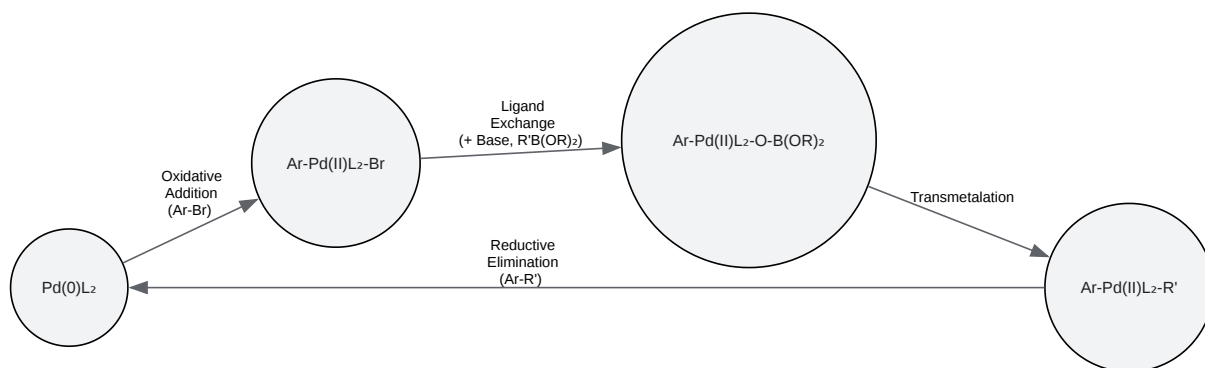 Ligand
Exchange
(+ Base, R'B(OR)₂)
Ar-Pd(II)L₂-O-B(OR)₂
Ar-Pd(II)L₂-Br
Oxidative
Addition
(Ar-Br)
Transmetalation
Reductive
Elimination
(Ar-R')
Pd(0)L₂
Ar-Pd(II)L₂-R'